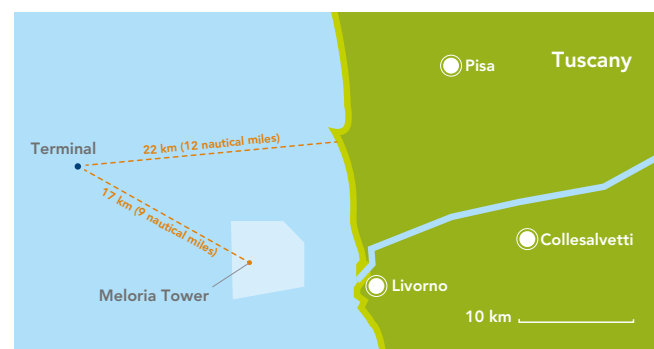 Tuscany
Pisa
22 km (12 nautical miles)
Terminal
17 km (9 nautical miles)
Collesalvetti
Livorno
Meloria Tower
10 km